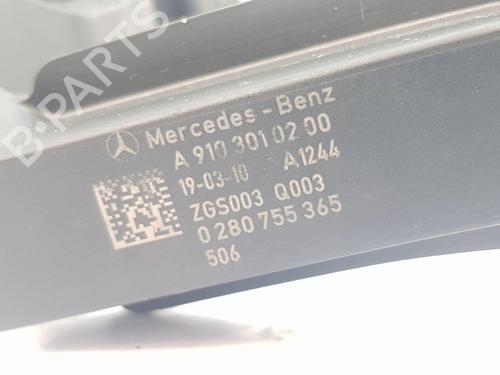 B-PARTS
Mercedes-Benz
A 910 301 02 00
19-03-10 A1244
ZGS003 Q003
0 280 755 365
506